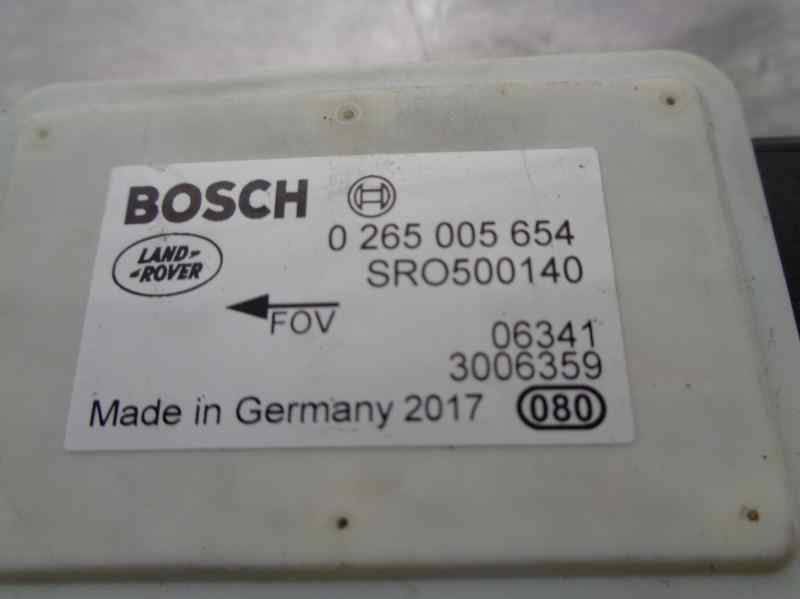 BOSCH
0 265 005 654
LAND-
-ROVER
SRO500140
FOV
06341
3006359
Made in Germany 2017 080